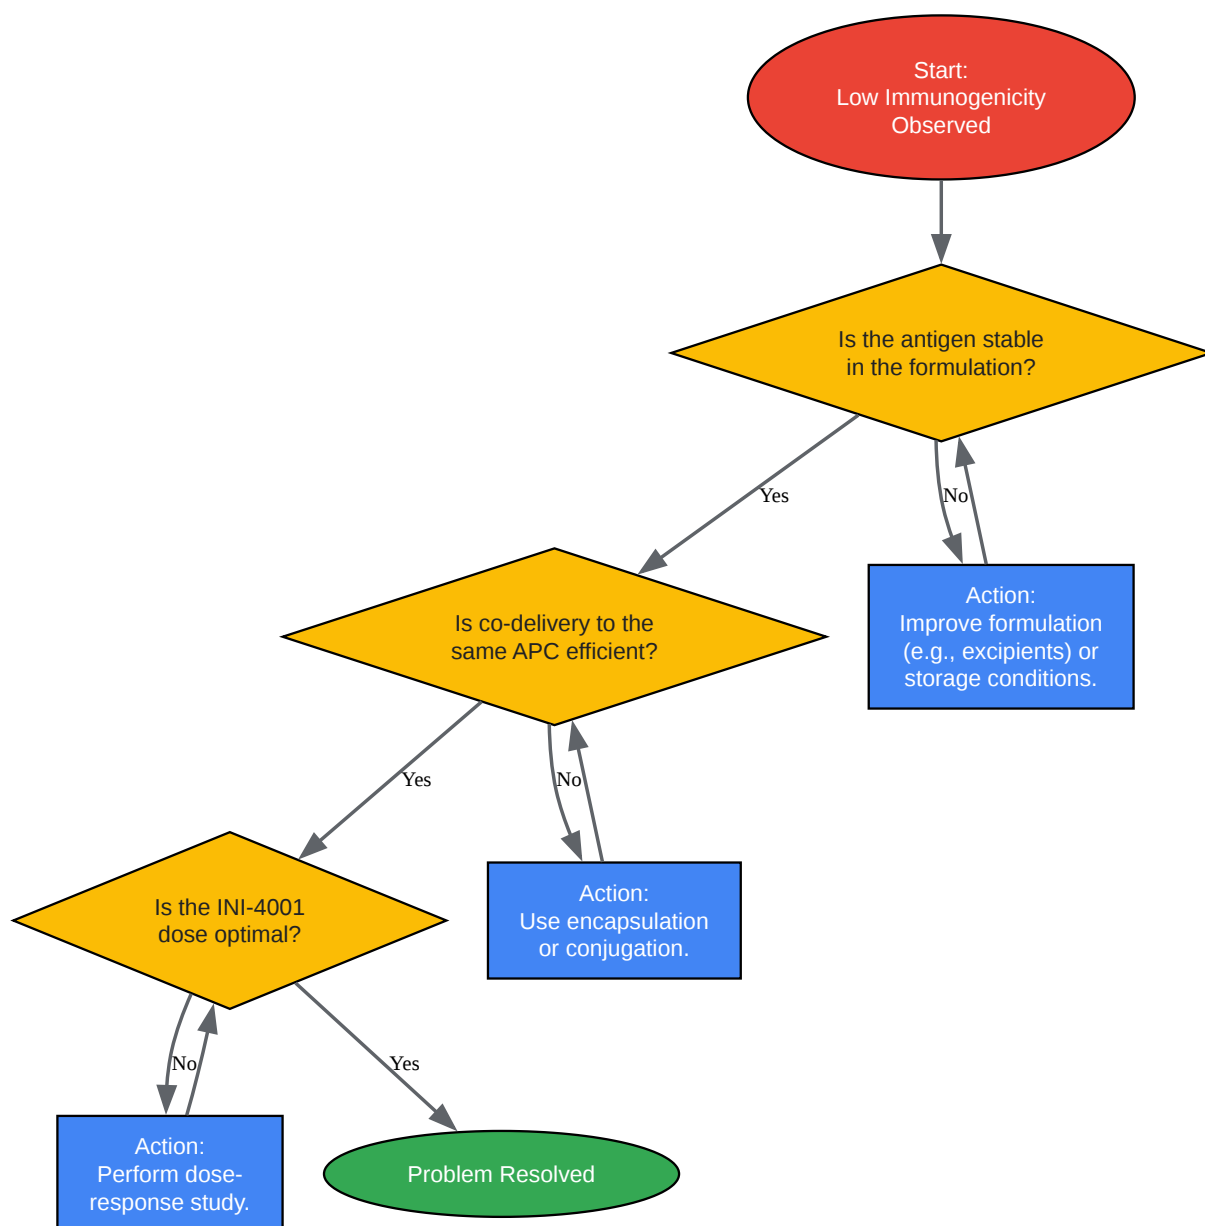 Start:
Low Immunogenicity
Observed
Is the antigen stable
in the formulation?
Yes
No
Action:
Improve formulation
(e.g., excipients) or
storage conditions.
Is co-delivery to the
same APC efficient?
Yes
No
Action:
Use encapsulation
or conjugation.
Is the INI-4001
dose optimal?
No
Yes
Action:
Perform dose-
response study.
Problem Resolved